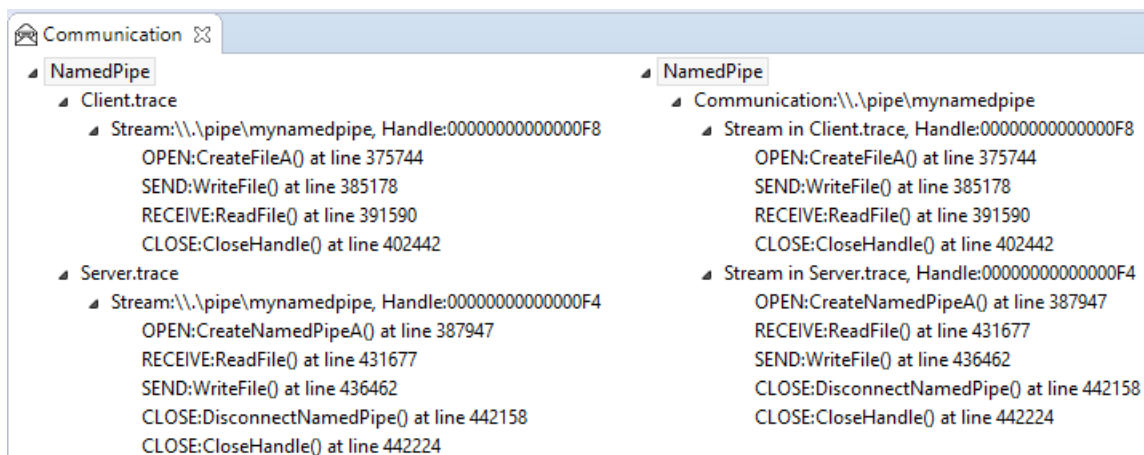 Communication
NamedPipe
Client.trace
Stream:\\.\pipe\mynamedpipe, Handle:00000000000000F8
OPEN:CreateFileA() at line 375744
SEND:WriteFile() at line 385178
RECEIVE:ReadFile() at line 391590
CLOSE:CloseHandle() at line 402442
Server.trace
Stream:\\.\pipe\mynamedpipe, Handle:00000000000000F4
OPEN:CreateNamedPipeA() at line 387947
RECEIVE:ReadFile() at line 431677
SEND:WriteFile() at line 436462
CLOSE:DisconnectNamedPipe() at line 442158
CLOSE:CloseHandle() at line 442224
NamedPipe
Communication:\\.\pipe\mynamedpipe
Stream in Client.trace, Handle:00000000000000F8
OPEN:CreateFileA() at line 375744
SEND:WriteFile() at line 385178
RECEIVE:ReadFile() at line 391590
CLOSE:CloseHandle() at line 402442
Stream in Server.trace, Handle:00000000000000F4
OPEN:CreateNamedPipeA() at line 387947
RECEIVE:ReadFile() at line 431677
SEND:WriteFile() at line 436462
CLOSE:DisconnectNamedPipe() at line 442158
CLOSE:CloseHandle() at line 442224